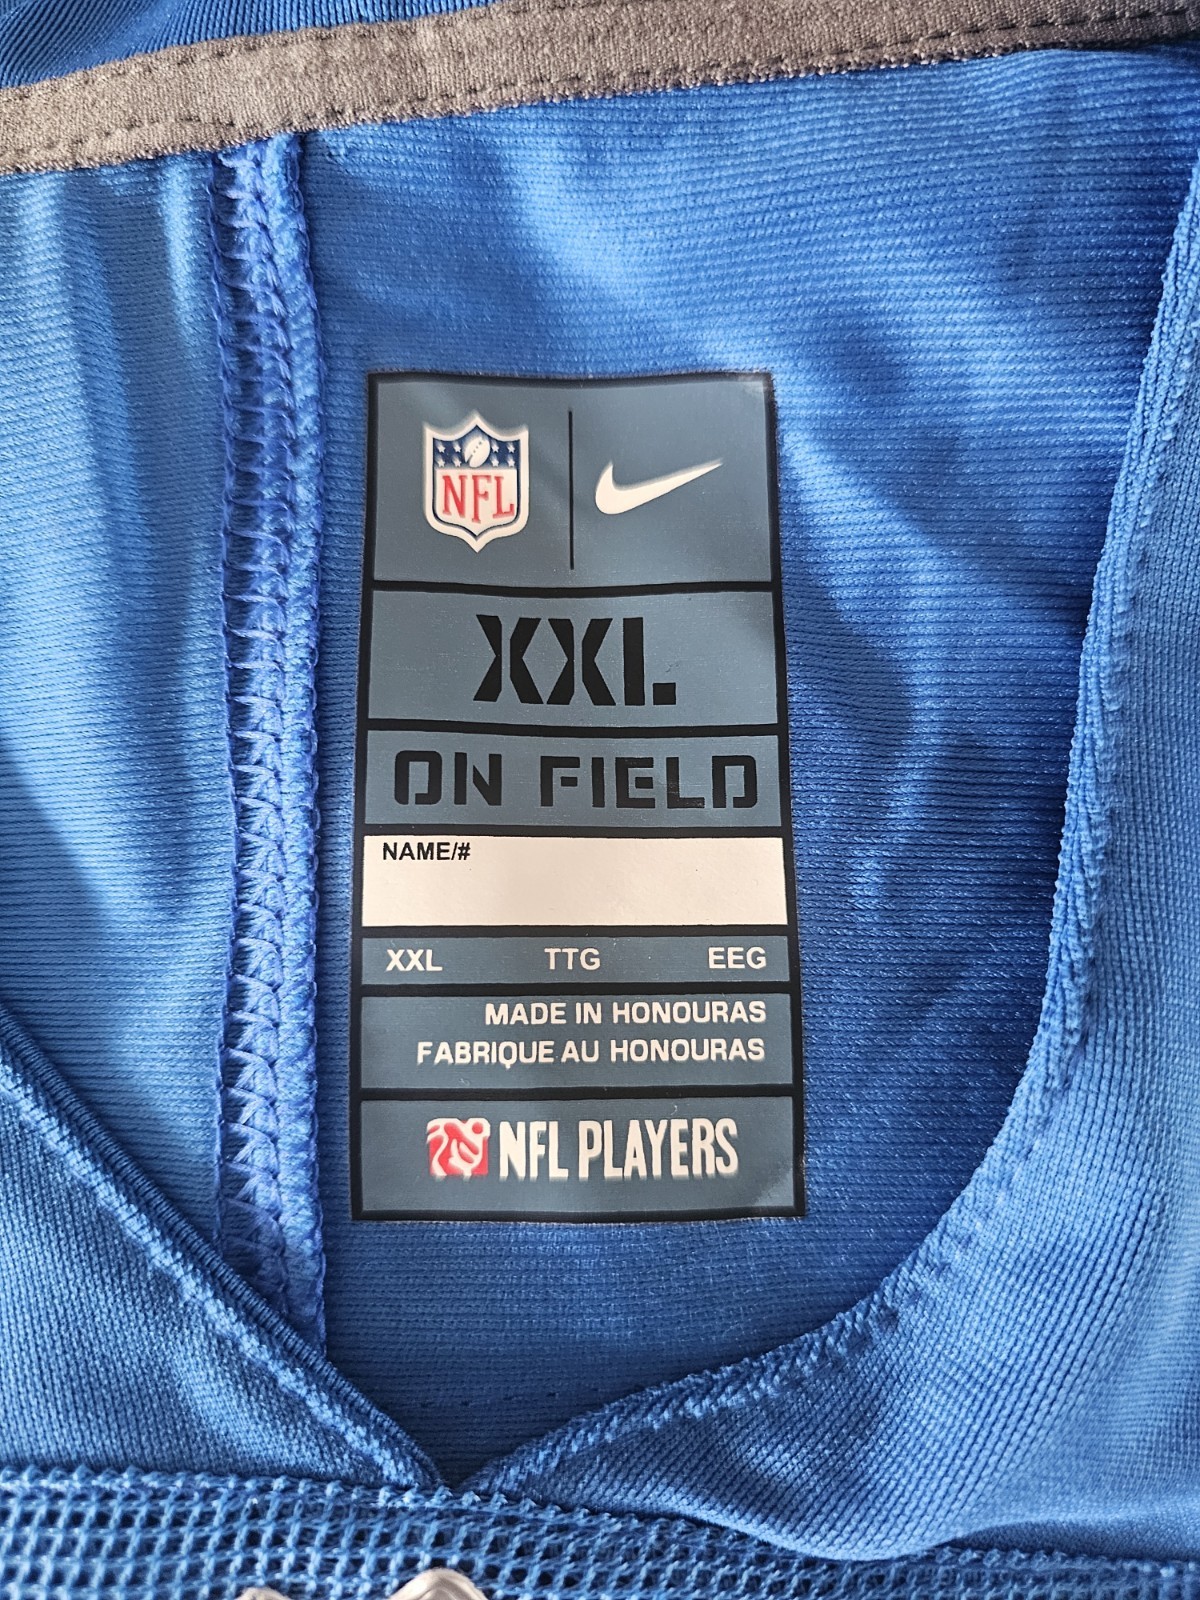 NFL
XXL
ON FIELD
NAME/#
XXL TTG EEG
MADE IN HONOURAS
FABRIQUE AU HONOURAS
NFL PLAYERS